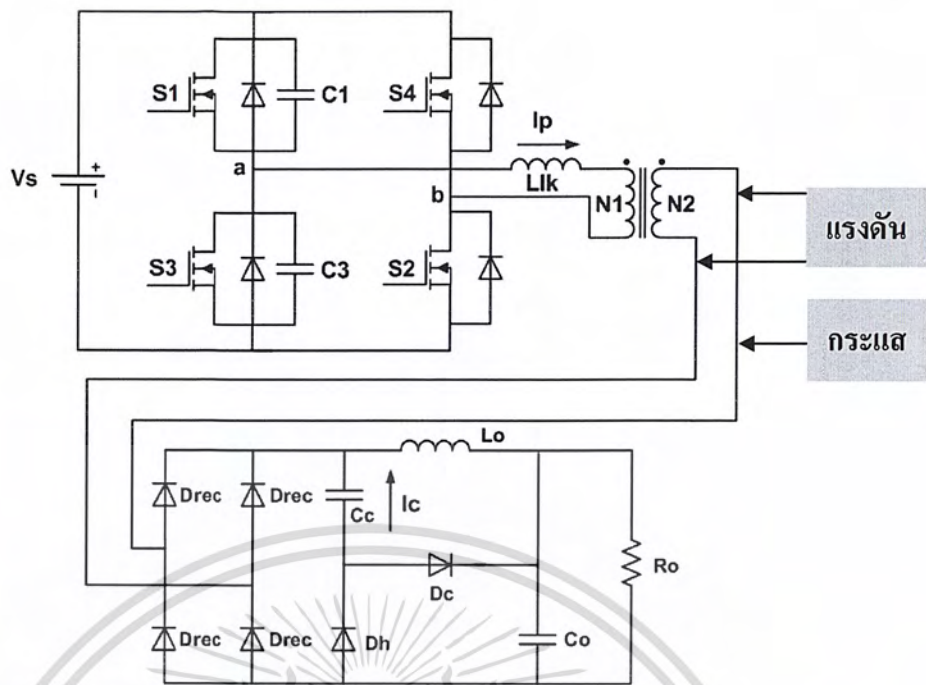 S1
C1
S4
Ip
Vs
+
-
a
Llk
b
N1
N2
แรงดัน
S3
C3
S2
กระแส
Lo
Drec
Drec
Cc
Ic
Ro
Dc
Drec
Drec
Dh
Co